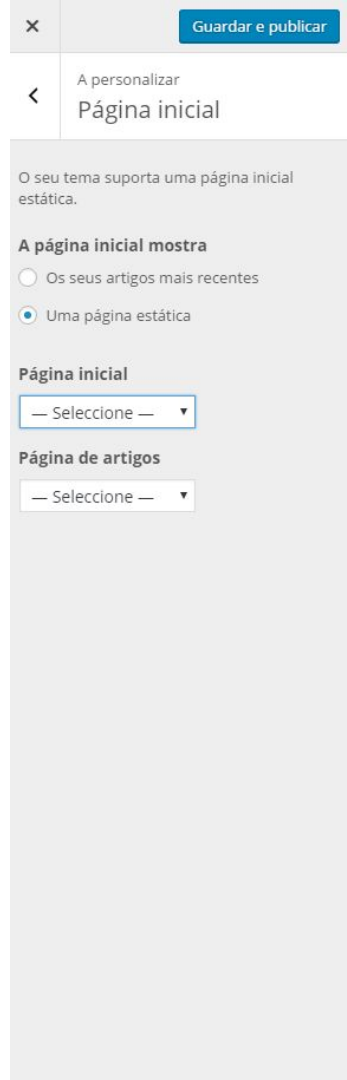 Guardar e publicar
A personalizar
Página inicial
O seu tema suporta uma página inicial
estática.
A página inicial mostra
Os seus artigos mais recentes
Uma página estática
Página inicial
— Seleccione —
Página de artigos
— Seleccione —